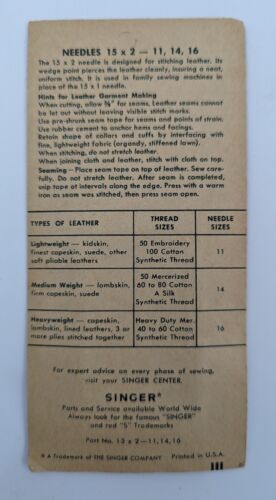 NEEDLES 15 x 2 — 11, 14, 16
The 15 x 2 needle is designed for stitching leather. Its
wedge point pierces the leather cleanly, insuring a neat,
uniform stitch. It is used in family sewing machines in
place of the 15 x 1 needle.
Hints for Leather Garment Making
When cutting, allow ⅝" for seams. Leather seams cannot
be let out without leaving visible stitch marks.
Use pre-shrunk seam tape for seams and points of strain.
Use rubber cement to anchor hems and facings.
Retain shape of collars and cuffs by interfacing with
fine, lightweight fabric (organdy, stiffened lawn).
When stitching, do not stretch leather.
When joining cloth and leather, stitch with cloth on top.
Seaming — Place seam tape on top of leather. Sew care-
fully. Do not stretch leather. After seam is completed,
snip tape at intervals along the edge. Press with a warm
iron as seam was stitched, then press seam open.
TYPES OF LEATHER
THREAD
SIZES
NEEDLE
SIZES
Lightweight — kidskin,
finest capeskin, suede, other
soft pliable leathers
50 Embroidery
100 Cotton
Synthetic Thread
11
Medium Weight — lambskin,
firm capeskin, suede
50 Mercerized
60 to 80 Cotton
A Silk
Synthetic Thread
14
Heavyweight — capeskin,
lambskin, lined leathers, 3 or
more plies stitched together
Heavy Duty Mer.
40 to 60 Cotton
Synthetic Thread
16
For expert advice on every phase of sewing,
visit your SINGER CENTER.
SINGER*
Parts and Service available World Wide
Always look for the famous "SINGER"
and red "S" Trademarks
Part No. 15 x 2—11,14,16
* A Trademark of THE SINGER COMPANY
Printed in U.S.A.